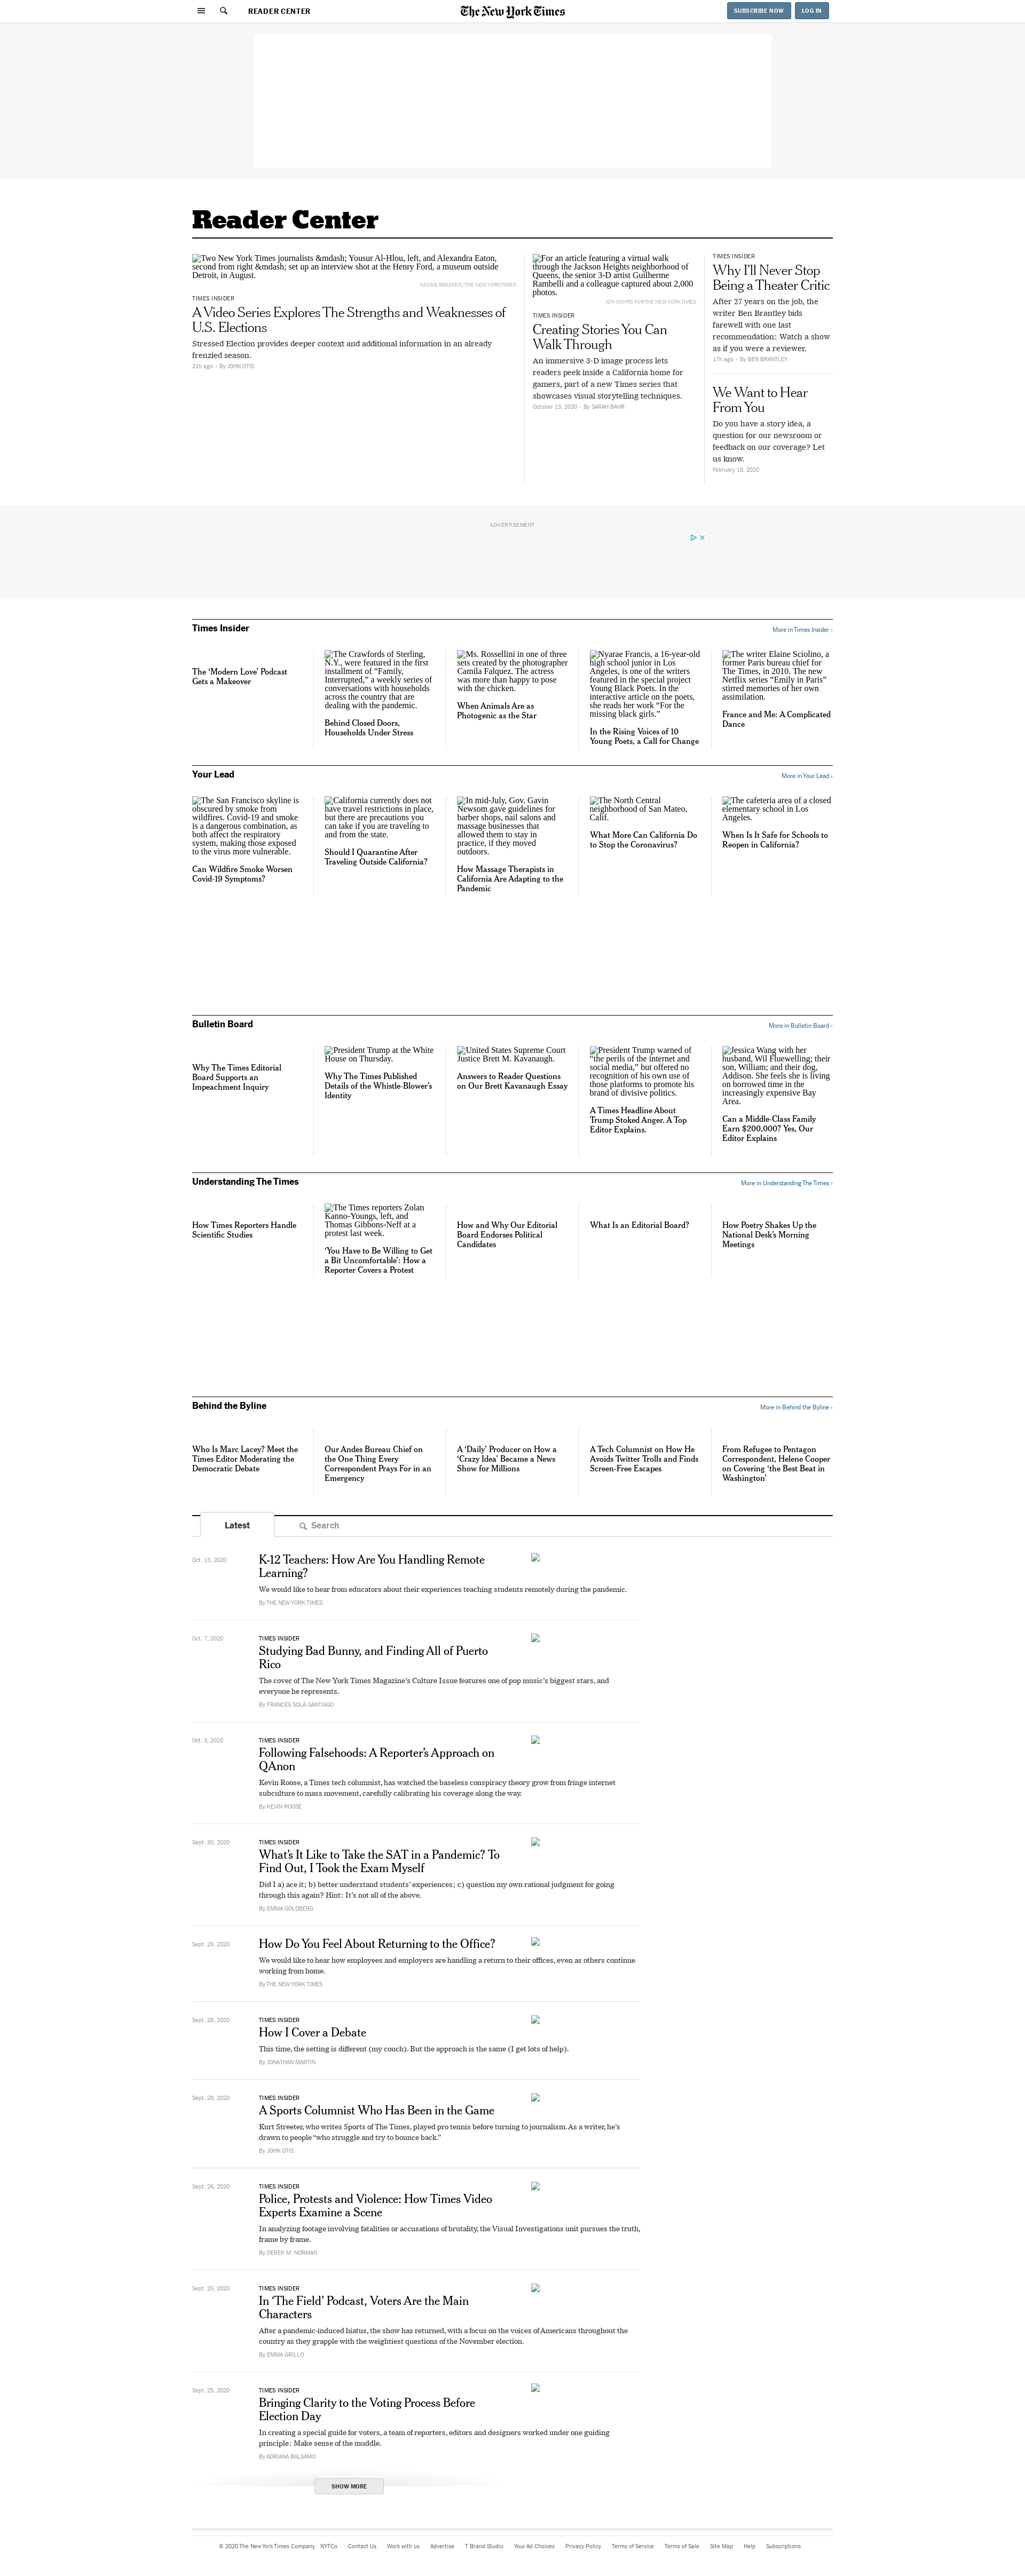 READER CENTER
The New York Times
SUBSCRIBE NOW
LOG IN
Reader Center
Two New York Times journalists &mdash; Yousur Al-Hlou, left, and Alexandra Eaton,
second from right &mdash; set up an interview shot at the Henry Ford, a museum outside
Detroit, in August.
KASSIE BRACKEN/THE NEW YORK TIMES
TIMES INSIDER
A Video Series Explores The Strengths and Weaknesses of
U.S. Elections
Stressed Election provides deeper context and additional information in an already
frenzied season.
21h ago - By JOHN OTIS
For an article featuring a virtual walk
through the Jackson Heights neighborhood of
Queens, the senior 3-D artist Guilherme
Rambelli and a colleague captured about 2,000
photos.
JON COHRS FOR THE NEW YORK TIMES
TIMES INSIDER
Creating Stories You Can
Walk Through
An immersive 3-D image process lets
readers peek inside a California home for
gamers, part of a new Times series that
showcases visual storytelling techniques.
October 13, 2020 - By SARAH BAHR
TIMES INSIDER
Why I’ll Never Stop
Being a Theater Critic
After 27 years on the job, the
writer Ben Brantley bids
farewell with one last
recommendation: Watch a show
as if you were a reviewer.
17h ago - By BEN BRANTLEY
We Want to Hear
From You
Do you have a story idea, a
question for our newsroom or
feedback on our coverage? Let
us know.
February 18, 2020
ADVERTISEMENT
Times Insider
More in Times Insider ›
The ‘Modern Love’ Podcast
Gets a Makeover
The Crawfords of Sterling,
N.Y., were featured in the first
installment of “Family,
Interrupted,” a weekly series of
conversations with households
across the country that are
dealing with the pandemic.
Behind Closed Doors,
Households Under Stress
Ms. Rossellini in one of three
sets created by the photographer
Camila Falquez. The actress
was more than happy to pose
with the chicken.
When Animals Are as
Photogenic as the Star
Nyarae Francis, a 16-year-old
high school junior in Los
Angeles, is one of the writers
featured in the special project
Young Black Poets. In the
interactive article on the poets,
she reads her work “For the
missing black girls.”
In the Rising Voices of 10
Young Poets, a Call for Change
The writer Elaine Sciolino, a
former Paris bureau chief for
The Times, in 2010. The new
Netflix series “Emily in Paris”
stirred memories of her own
assimilation.
France and Me: A Complicated
Dance
Your Lead
More in Your Lead ›
The San Francisco skyline is
obscured by smoke from
wildfires. Covid-19 and smoke
is a dangerous combination, as
both affect the respiratory
system, making those exposed
to the virus more vulnerable.
Can Wildfire Smoke Worsen
Covid-19 Symptoms?
California currently does not
have travel restrictions in place,
but there are precautions you
can take if you are traveling to
and from the state.
Should I Quarantine After
Traveling Outside California?
In mid-July, Gov. Gavin
Newsom gave guidelines for
barber shops, nail salons and
massage businesses that
allowed them to stay in
practice, if they moved
outdoors.
How Massage Therapists in
California Are Adapting to the
Pandemic
The North Central
neighborhood of San Mateo,
Calif.
What More Can California Do
to Stop the Coronavirus?
The cafeteria area of a closed
elementary school in Los
Angeles.
When Is It Safe for Schools to
Reopen in California?
Bulletin Board
More in Bulletin Board ›
Why The Times Editorial
Board Supports an
Impeachment Inquiry
President Trump at the White
House on Thursday.
Why The Times Published
Details of the Whistle-Blower’s
Identity
United States Supreme Court
Justice Brett M. Kavanaugh.
Answers to Reader Questions
on Our Brett Kavanaugh Essay
President Trump warned of
“the perils of the internet and
social media,” but offered no
recognition of his own use of
those platforms to promote his
brand of divisive politics.
A Times Headline About
Trump Stoked Anger. A Top
Editor Explains.
Jessica Wang with her
husband, Wil Fluewelling; their
son, William; and their dog,
Addison. She feels she is living
on borrowed time in the
increasingly expensive Bay
Area.
Can a Middle-Class Family
Earn $200,000? Yes, Our
Editor Explains
Understanding The Times
More in Understanding The Times ›
How Times Reporters Handle
Scientific Studies
The Times reporters Zolan
Kanno-Youngs, left, and
Thomas Gibbons-Neff at a
protest last week.
‘You Have to Be Willing to Get
a Bit Uncomfortable’: How a
Reporter Covers a Protest
How and Why Our Editorial
Board Endorses Political
Candidates
What Is an Editorial Board?
How Poetry Shakes Up the
National Desk’s Morning
Meetings
Behind the Byline
More in Behind the Byline ›
Who Is Marc Lacey? Meet the
Times Editor Moderating the
Democratic Debate
Our Andes Bureau Chief on
the One Thing Every
Correspondent Prays For in an
Emergency
A ‘Daily’ Producer on How a
‘Crazy Idea’ Became a News
Show for Millions
A Tech Columnist on How He
Avoids Twitter Trolls and Finds
Screen-Free Escapes
From Refugee to Pentagon
Correspondent, Helene Cooper
on Covering ‘the Best Beat in
Washington’
Latest
Search
Oct. 13, 2020
K-12 Teachers: How Are You Handling Remote
Learning?
We would like to hear from educators about their experiences teaching students remotely during the pandemic.
By THE NEW YORK TIMES
Oct. 7, 2020
TIMES INSIDER
Studying Bad Bunny, and Finding All of Puerto
Rico
The cover of The New York Times Magazine’s Culture Issue features one of pop music’s biggest stars, and
everyone he represents.
By FRANCES SOLÁ-SANTIAGO
Oct. 3, 2020
TIMES INSIDER
Following Falsehoods: A Reporter’s Approach on
QAnon
Kevin Roose, a Times tech columnist, has watched the baseless conspiracy theory grow from fringe internet
subculture to mass movement, carefully calibrating his coverage along the way.
By KEVIN ROOSE
Sept. 30, 2020
TIMES INSIDER
What’s It Like to Take the SAT in a Pandemic? To
Find Out, I Took the Exam Myself
Did I a) ace it; b) better understand students’ experiences; c) question my own rational judgment for going
through this again? Hint: It’s not all of the above.
By EMMA GOLDBERG
Sept. 29, 2020
How Do You Feel About Returning to the Office?
We would like to hear how employees and employers are handling a return to their offices, even as others continue
working from home.
By THE NEW YORK TIMES
Sept. 28, 2020
TIMES INSIDER
How I Cover a Debate
This time, the setting is different (my couch). But the approach is the same (I get lots of help).
By JONATHAN MARTIN
Sept. 28, 2020
TIMES INSIDER
A Sports Columnist Who Has Been in the Game
Kurt Streeter, who writes Sports of The Times, played pro tennis before turning to journalism. As a writer, he’s
drawn to people “who struggle and try to bounce back.”
By JOHN OTIS
Sept. 26, 2020
TIMES INSIDER
Police, Protests and Violence: How Times Video
Experts Examine a Scene
In analyzing footage involving fatalities or accusations of brutality, the Visual Investigations unit pursues the truth,
frame by frame.
By DEREK M. NORMAN
Sept. 25, 2020
TIMES INSIDER
In ‘The Field’ Podcast, Voters Are the Main
Characters
After a pandemic-induced hiatus, the show has returned, with a focus on the voices of Americans throughout the
country as they grapple with the weightiest questions of the November election.
By EMMA GRILLO
Sept. 25, 2020
TIMES INSIDER
Bringing Clarity to the Voting Process Before
Election Day
In creating a special guide for voters, a team of reporters, editors and designers worked under one guiding
principle: Make sense of the muddle.
By ADRIANA BALSAMO
SHOW MORE
© 2020 The New York Times Company NYTCo Contact Us Work with us Advertise T Brand Studio Your Ad Choices Privacy Policy Terms of Service Terms of Sale Site Map Help Subscriptions